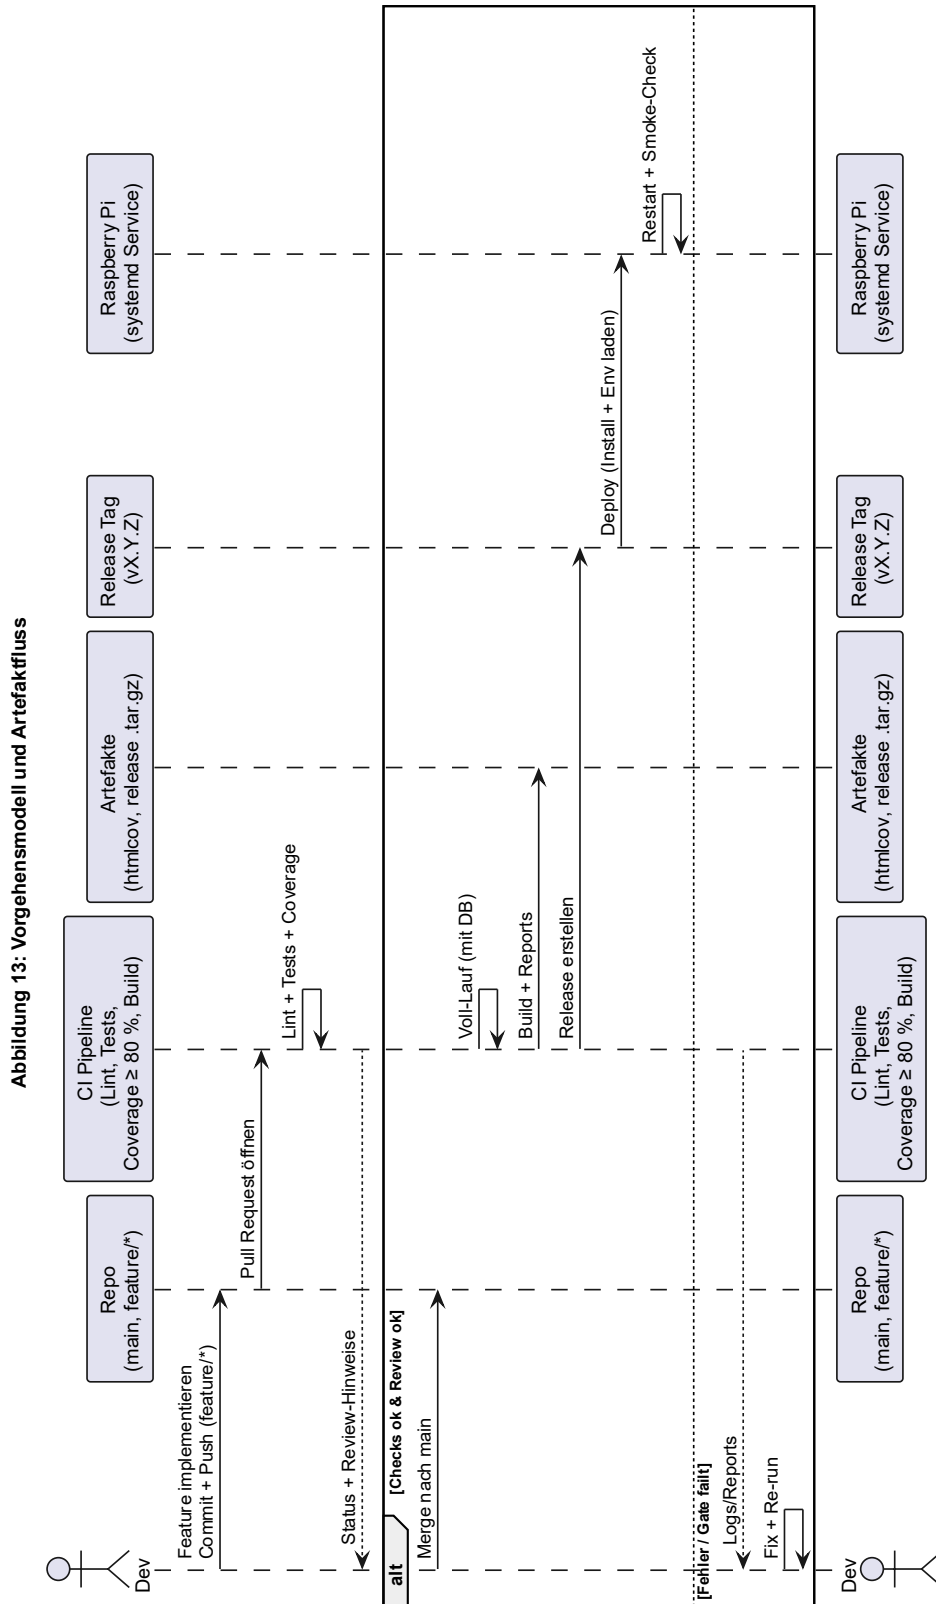 Abbildung 13: Vorgehensmodell und Artefaktfluss
Dev
Repo
(main, feature/*)
CI Pipeline
(Lint, Tests,
Coverage ≥ 80 %, Build)
Artefakte
(htmlcov, release .tar.gz)
Release Tag
(vX.Y.Z)
Raspberry Pi
(systemd Service)
Feature implementieren
Commit + Push (feature/*)
Pull Request öffnen
Lint + Tests + Coverage
Status + Review-Hinweise
alt
[Checks ok & Review ok]
Merge nach main
Voll-Lauf (mit DB)
Build + Reports
Release erstellen
Deploy (Install + Env laden)
Restart + Smoke-Check
[Fehler / Gate failt]
Logs/Reports
Fix + Re-run
Dev
Repo
(main, feature/*)
CI Pipeline
(Lint, Tests,
Coverage ≥ 80 %, Build)
Artefakte
(htmlcov, release .tar.gz)
Release Tag
(vX.Y.Z)
Raspberry Pi
(systemd Service)